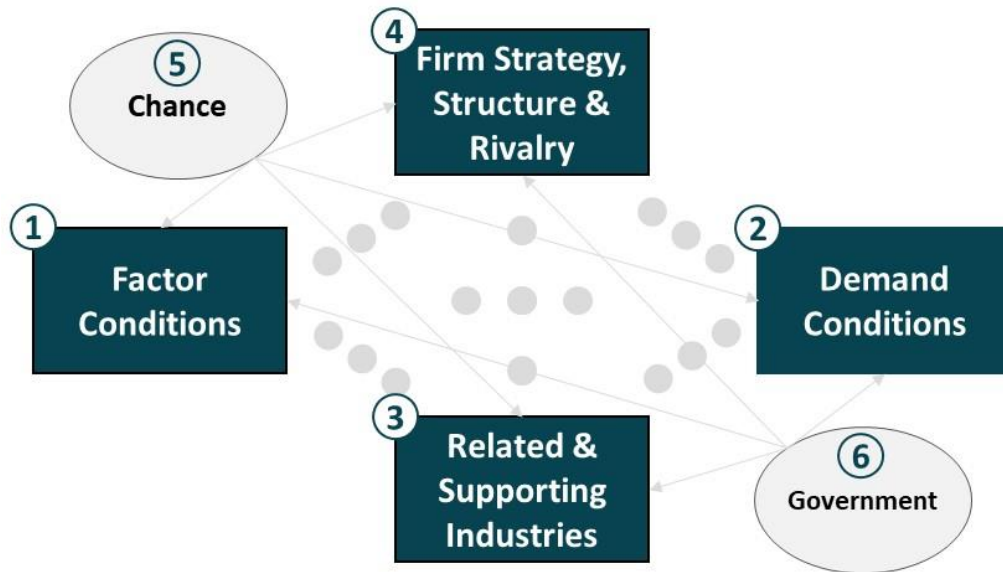 4
Firm Strategy,
Structure &
Rivalry
5
Chance
1
Factor
Conditions
2
Demand
Conditions
3
Related &
Supporting
Industries
6
Government